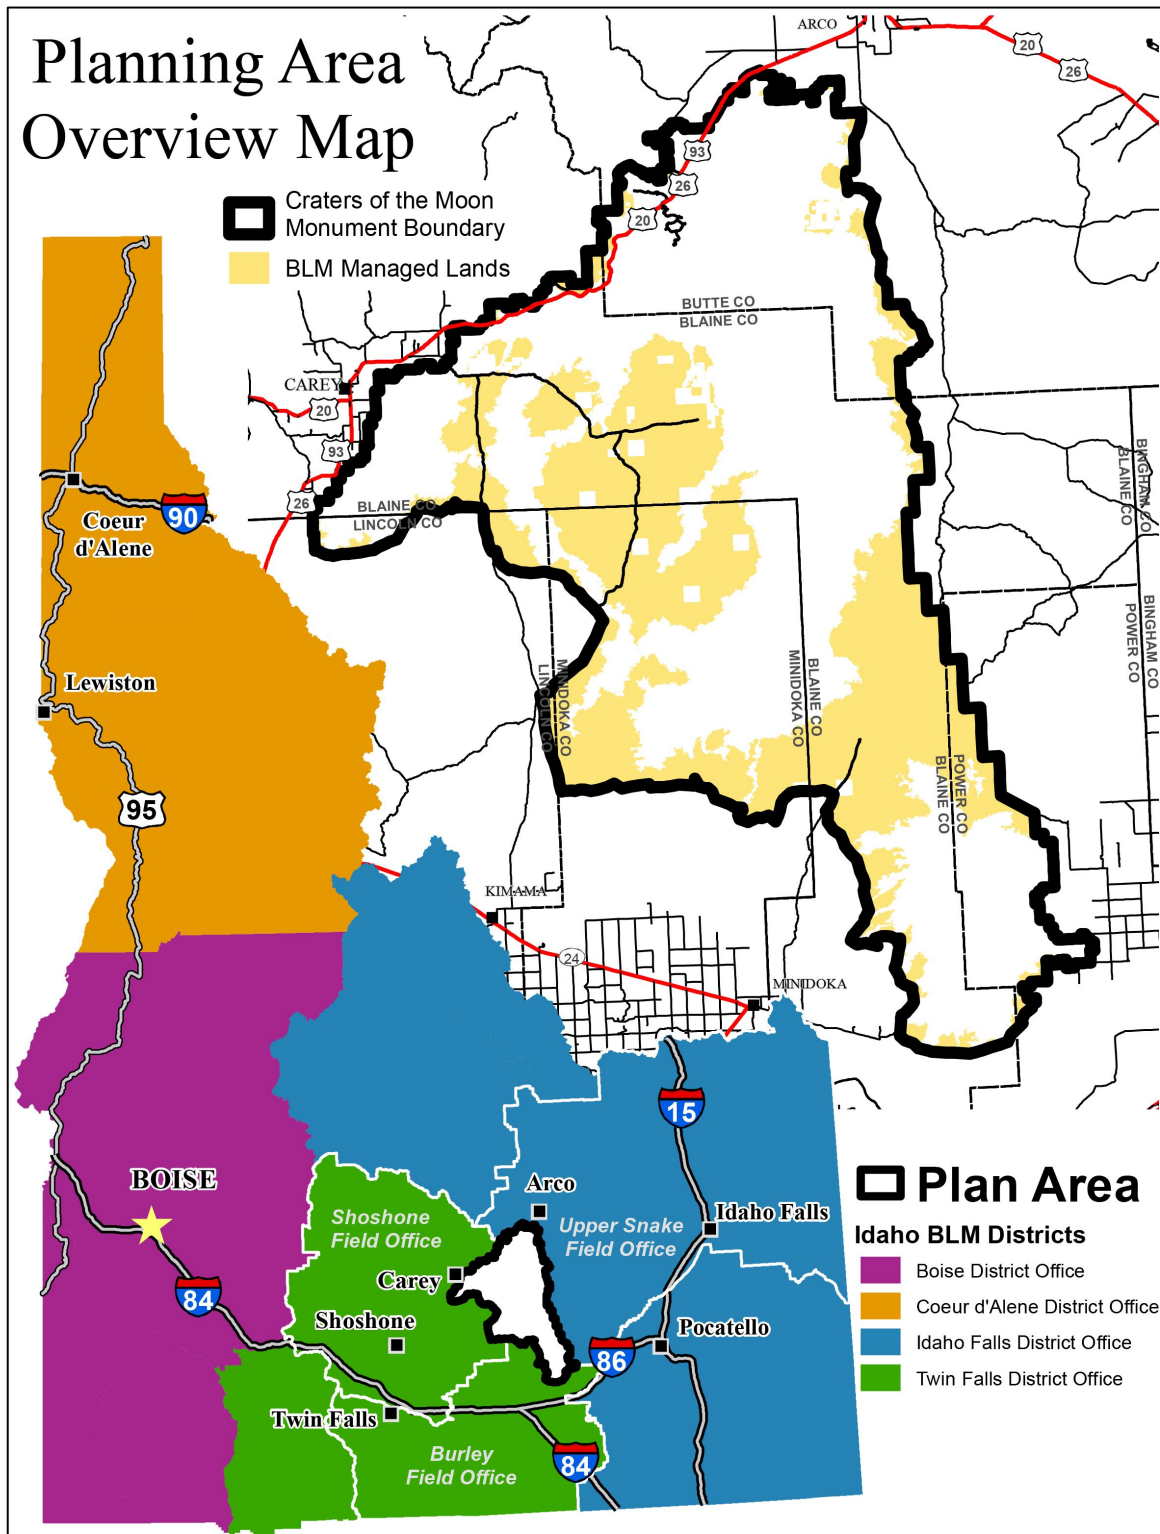 Planning Area
Overview Map
Craters of the Moon
Monument Boundary
BLM Managed Lands
ARCO
20
26
93
26
20
BUTTE CO
BLAINE CO
CAREY
20
93
26
BLAINE CO
LINCOLN CO
BINGHAM CO
BLAINE CO
BINGHAM CO
POWER CO
MINIDOKA CO
LINCOLN CO
BLAINE CO
MINIDOKA CO
POWER CO
BLAINE CO
KIMAMA
24
MINIDOKA
Coeur
d'Alene
90
Lewiston
95
BOISE
84
Shoshone
Field Office
Carey
Shoshone
Twin Falls
Burley
Field Office
84
Arco
Upper Snake
Field Office
15
Idaho Falls
86
Pocatello
Plan Area
Idaho BLM Districts
Boise District Office
Coeur d'Alene District Office
Idaho Falls District Office
Twin Falls District Office